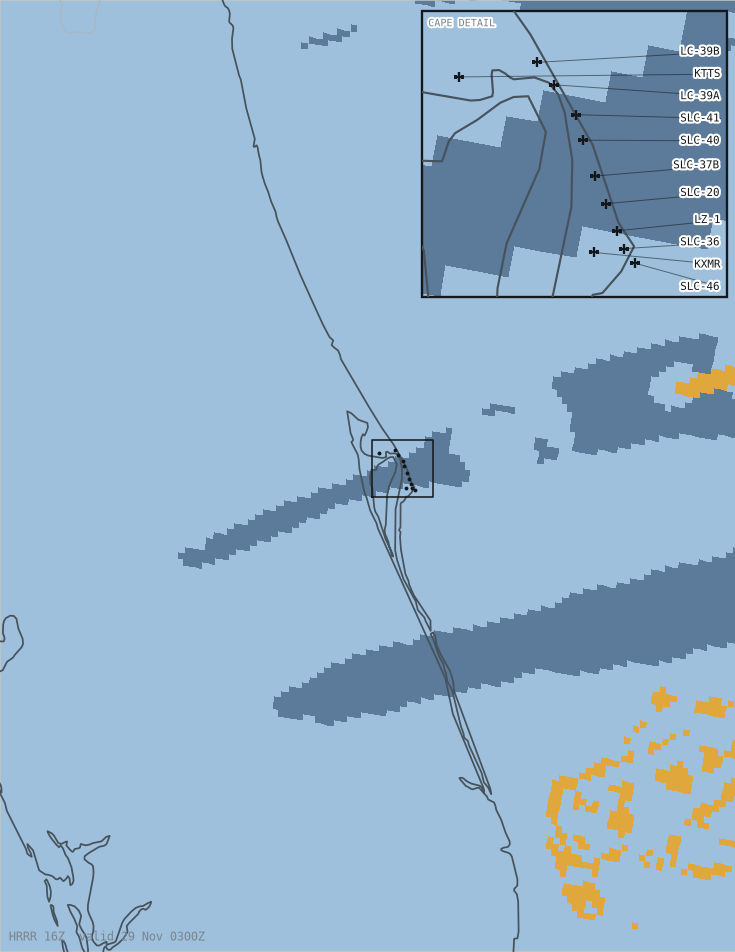 CAPE DETAIL
LC-39B
KTTS
LC-39A
SLC-41
SLC-40
SLC-37B
SLC-20
LZ-1
SLC-36
KXMR
SLC-46
HRRR 16Z valid 29 Nov 0300Z